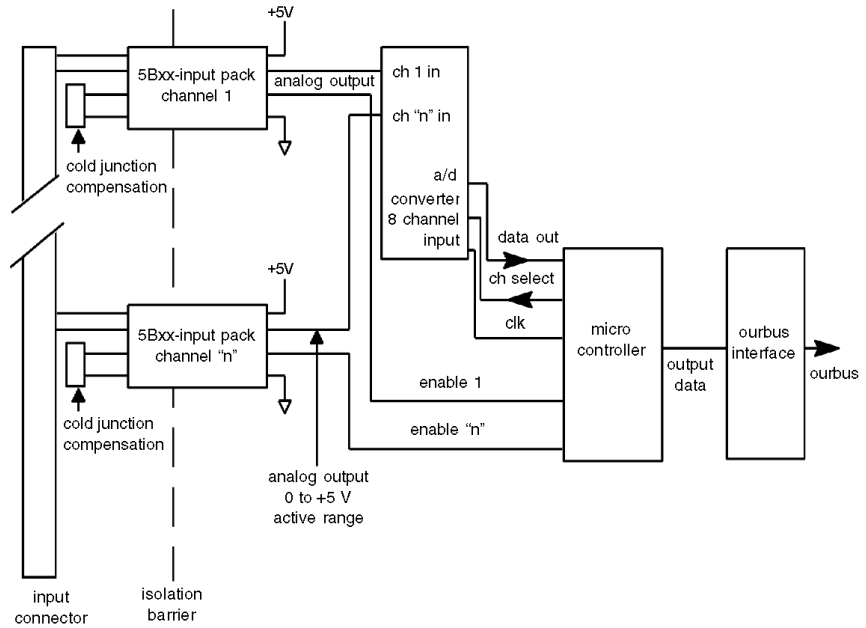 +5V
5Bxx-input pack
channel 1
analog output
ch 1 in
ch “n” in
cold junction
compensation
a/d
converter
8 channel
input
data out
ch select
clk
+5V
5Bxx-input pack
channel “n”
micro
controller
ourbus
interface
output
data
ourbus
enable 1
enable “n”
cold junction
compensation
analog output
0 to +5 V
active range
input
connector
isolation
barrier